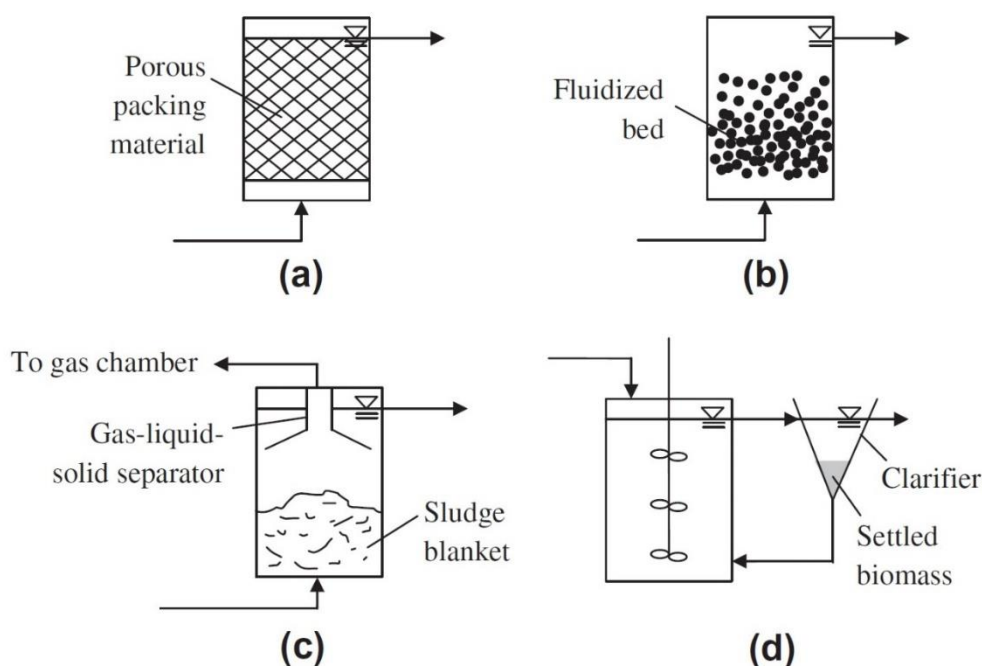 Porous
packing
material
(a)
Fluidized
bed
(b)
To gas chamber
Gas-liquid-
solid separator
Sludge
blanket
(c)
Clarifier
Settled
biomass
(d)